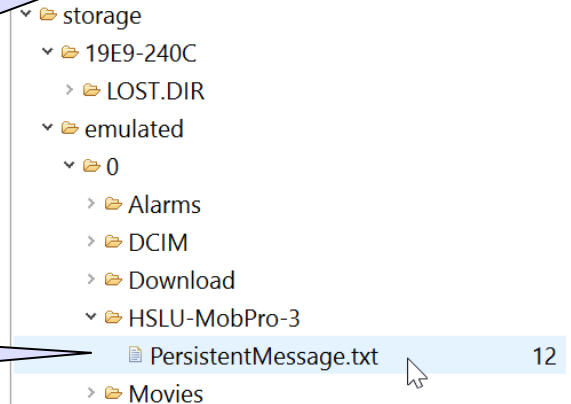 storage
19E9-240C
LOST.DIR
emulated
0
Alarms
DCIM
Download
HSLU-MobPro-3
PersistentMessage.txt 12
Movies